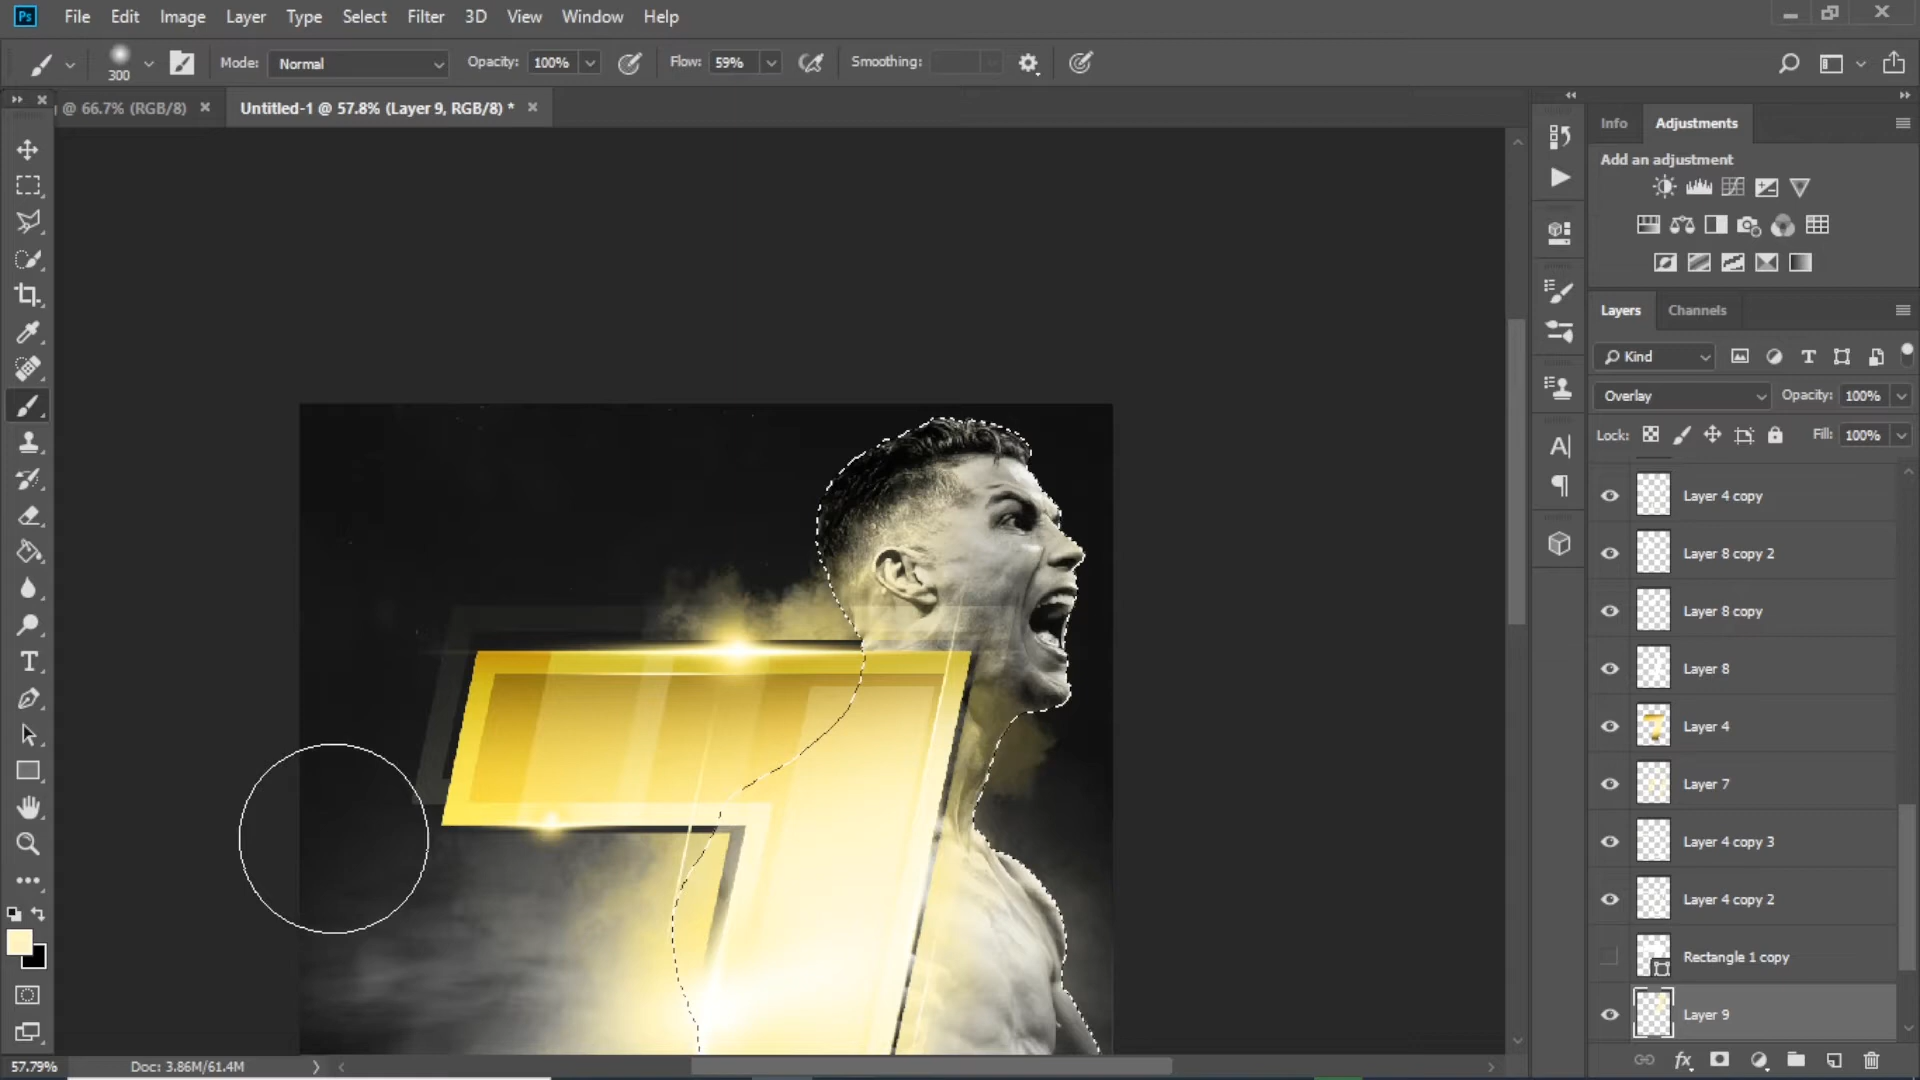 Ps File Edit Image Layer Type Select Filter 3D View Window Help
300 Mode: Normal Opacity: 100% Flow: 59% Smoothing:
@ 66.7% (RGB/8) × Untitled-1 @ 57.8% (Layer 9, RGB/8) * ×
Info Adjustments
Add an adjustment
Layers Channels
Kind
Overlay Opacity: 100%
Lock: Fill: 100%
Layer 4 copy
Layer 8 copy 2
Layer 8 copy
Layer 8
Layer 4
Layer 7
Layer 4 copy 3
Layer 4 copy 2
Rectangle 1 copy
Layer 9
7
57.79% Doc: 3.86M/61.4M